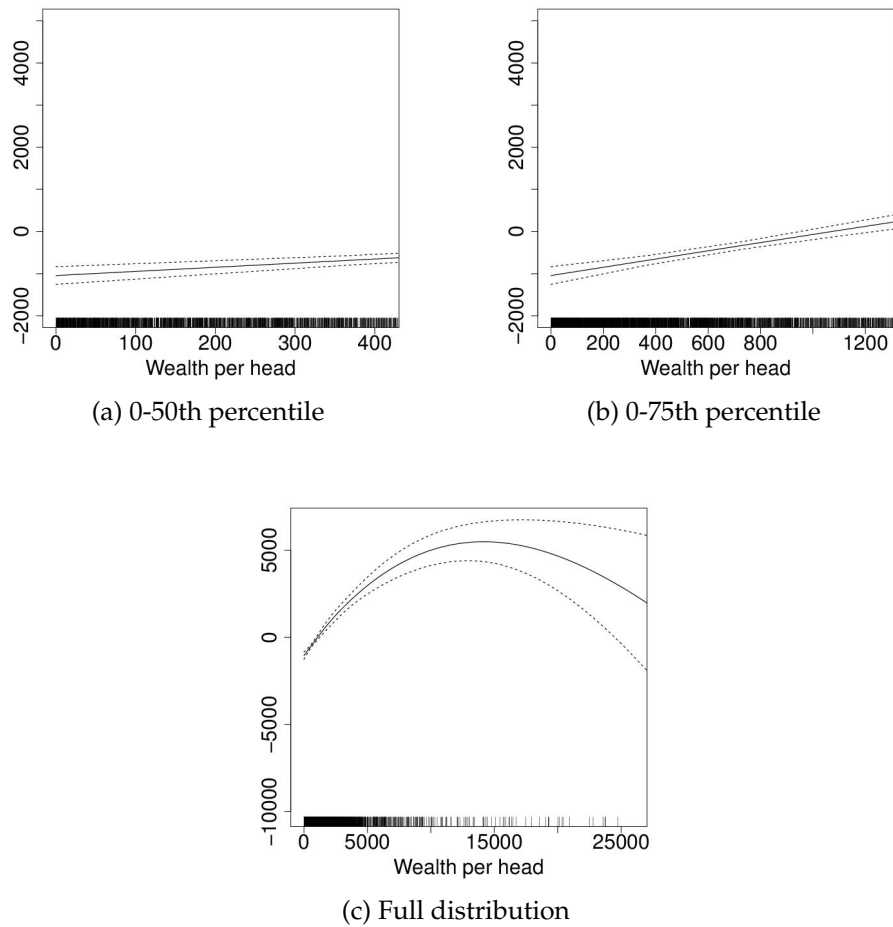 4000
2000
0
−2000
0 100 200 300 400
Wealth per head
(a) 0-50th percentile
4000
2000
0
−2000
0 200 400 600 800 1200
Wealth per head
(b) 0-75th percentile
5000
0
−5000
−10000
0 5000 15000 25000
Wealth per head
(c) Full distribution